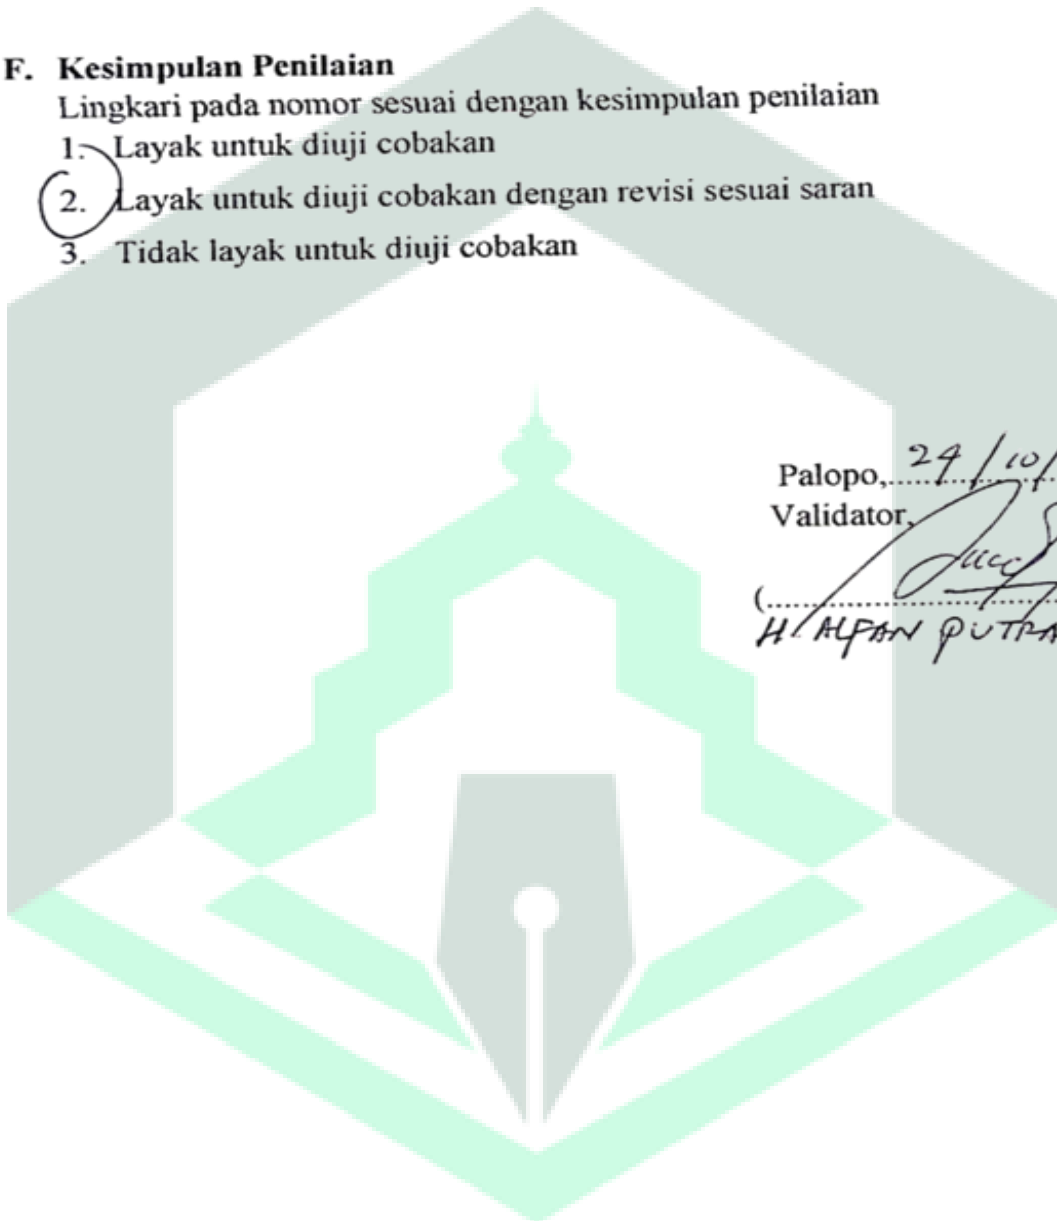 F. Kesimpulan Penilaian
Lingkari pada nomor sesuai dengan kesimpulan penilaian
1. Layak untuk diuji cobakan
2. Layak untuk diuji cobakan dengan revisi sesuai saran
3. Tidak layak untuk diuji cobakan
Palopo, 24/10/
Validator,
(
H. ALFAN PUTRA